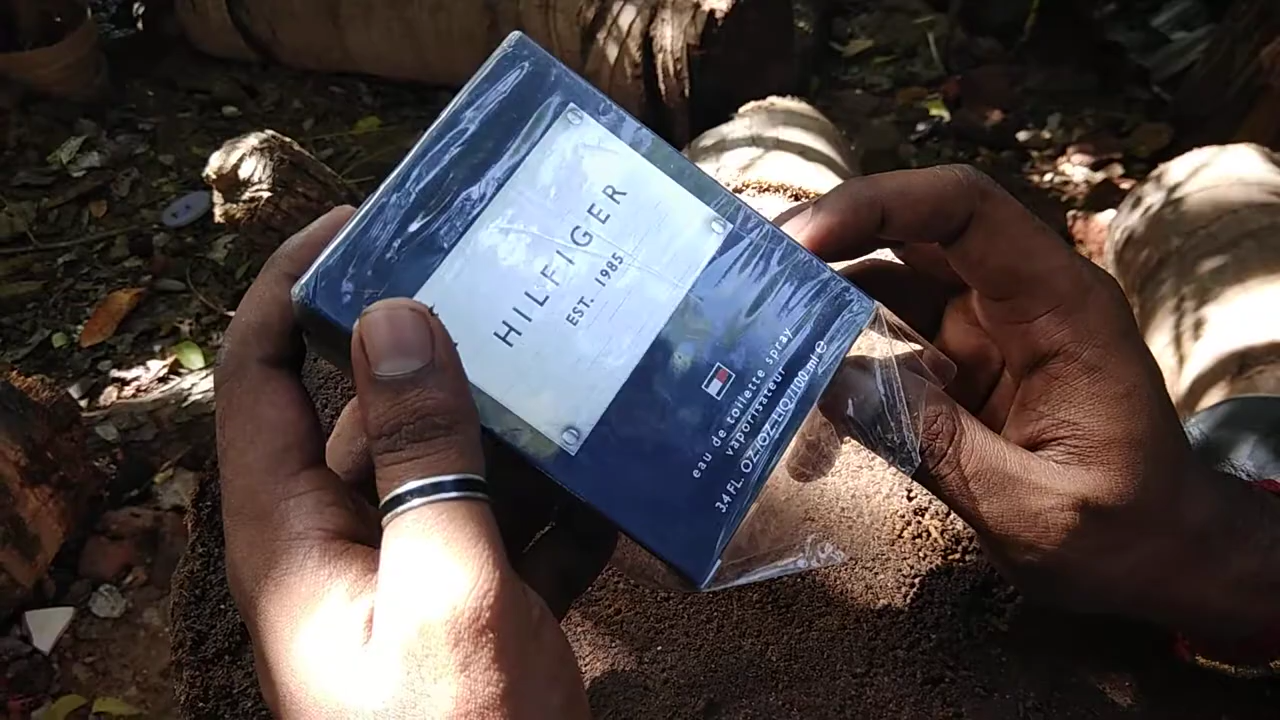 HILFIGER
EST. 1985
eau de toilette spray
vaporisateur
3.4 FL. OZ./OZ. LIQ./100 ml ℮